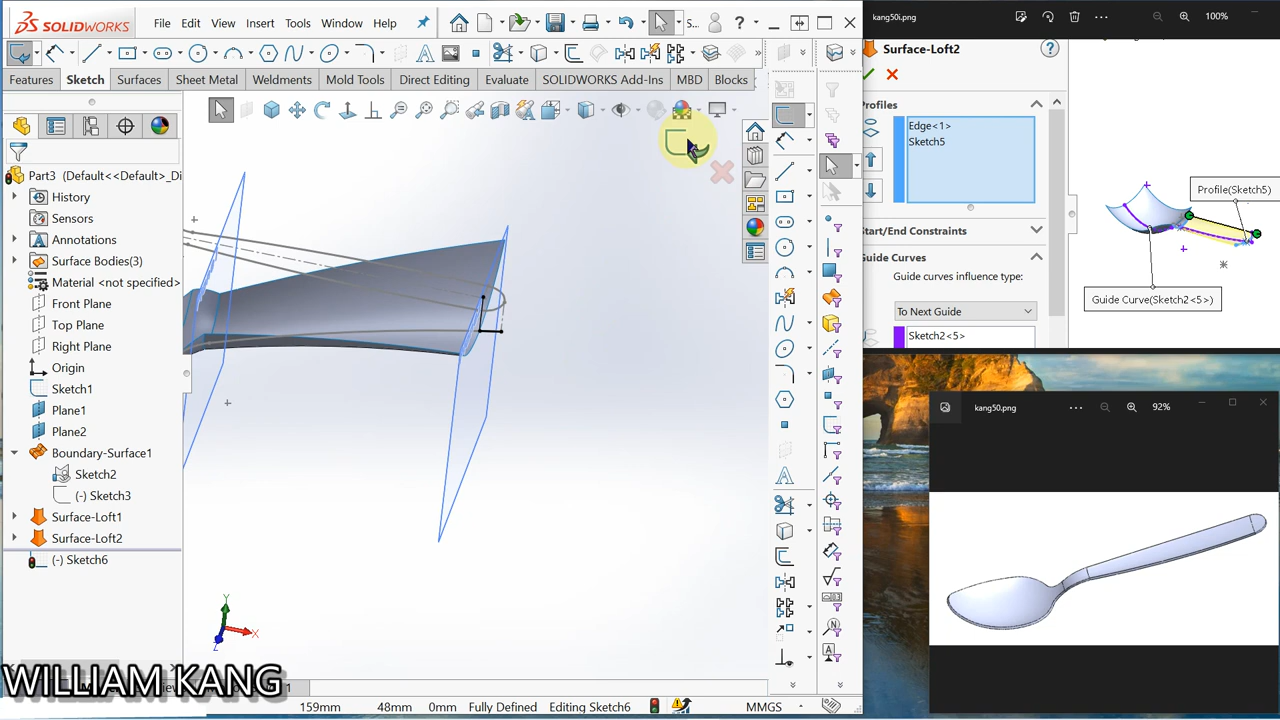 SOLIDWORKS
File
Edit
View
Insert
Tools
Window
Help
S...
?
Features
Sketch
Surfaces
Sheet Metal
Weldments
Mold Tools
Direct Editing
Evaluate
SOLIDWORKS Add-Ins
MBD
Blocks
Part3 (Default<<Default>_Di
History
Sensors
Annotations
Surface Bodies(3)
Material <not specified>
Front Plane
Top Plane
Right Plane
Origin
Sketch1
Plane1
Plane2
Boundary-Surface1
Sketch2
(-) Sketch3
Surface-Loft1
Surface-Loft2
(-) Sketch6
Y
X
Z
WILLIAM KANG
159mm
48mm
0mm
Fully Defined
Editing Sketch6
MMGS
kang50i.png
100%
Surface-Loft2
Profiles
Edge<1>
Sketch5
Start/End Constraints
Guide Curves
Guide curves influence type:
To Next Guide
Sketch2<5>
Profile(Sketch5)
Guide Curve(Sketch2<5>)
kang50.png
92%